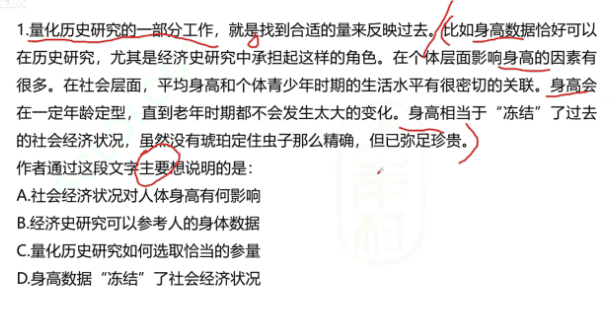 1.量化历史研究的一部分工作，就是找到合适的量来反映过去。比如身高数据恰好可以
在历史研究，尤其是经济史研究中承担起这样的角色。在个体层面影响身高的因素有
很多。在社会层面，平均身高和个体青少年时期的生活水平有很密切的关联。身高会
在一定年龄定型，直到老年时期都不会发生太大的变化。身高相当于“冻结”了过去
的社会经济状况，虽然没有琥珀定住虫子那么精确，但已弥足珍贵。
作者通过这段文字主要想说明的是：
A.社会经济状况对人体身高有何影响
B.经济史研究可以参考人的身体数据
C.量化历史研究如何选取恰当的参量
D.身高数据“冻结”了社会经济状况